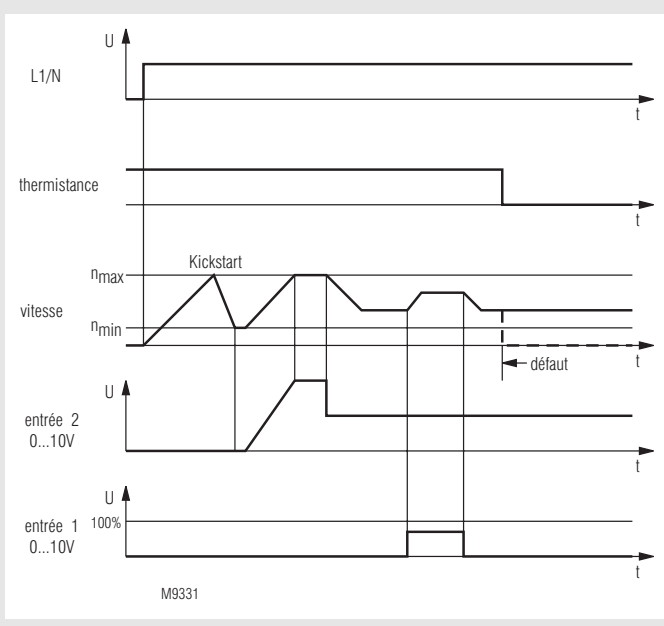 U
L1/N
t
thermistance
t
Kickstart
nmax
vitesse
nmin
défaut
t
U
entrée 2
0...10V
t
U
100%
entrée 1
0...10V
t
M9331